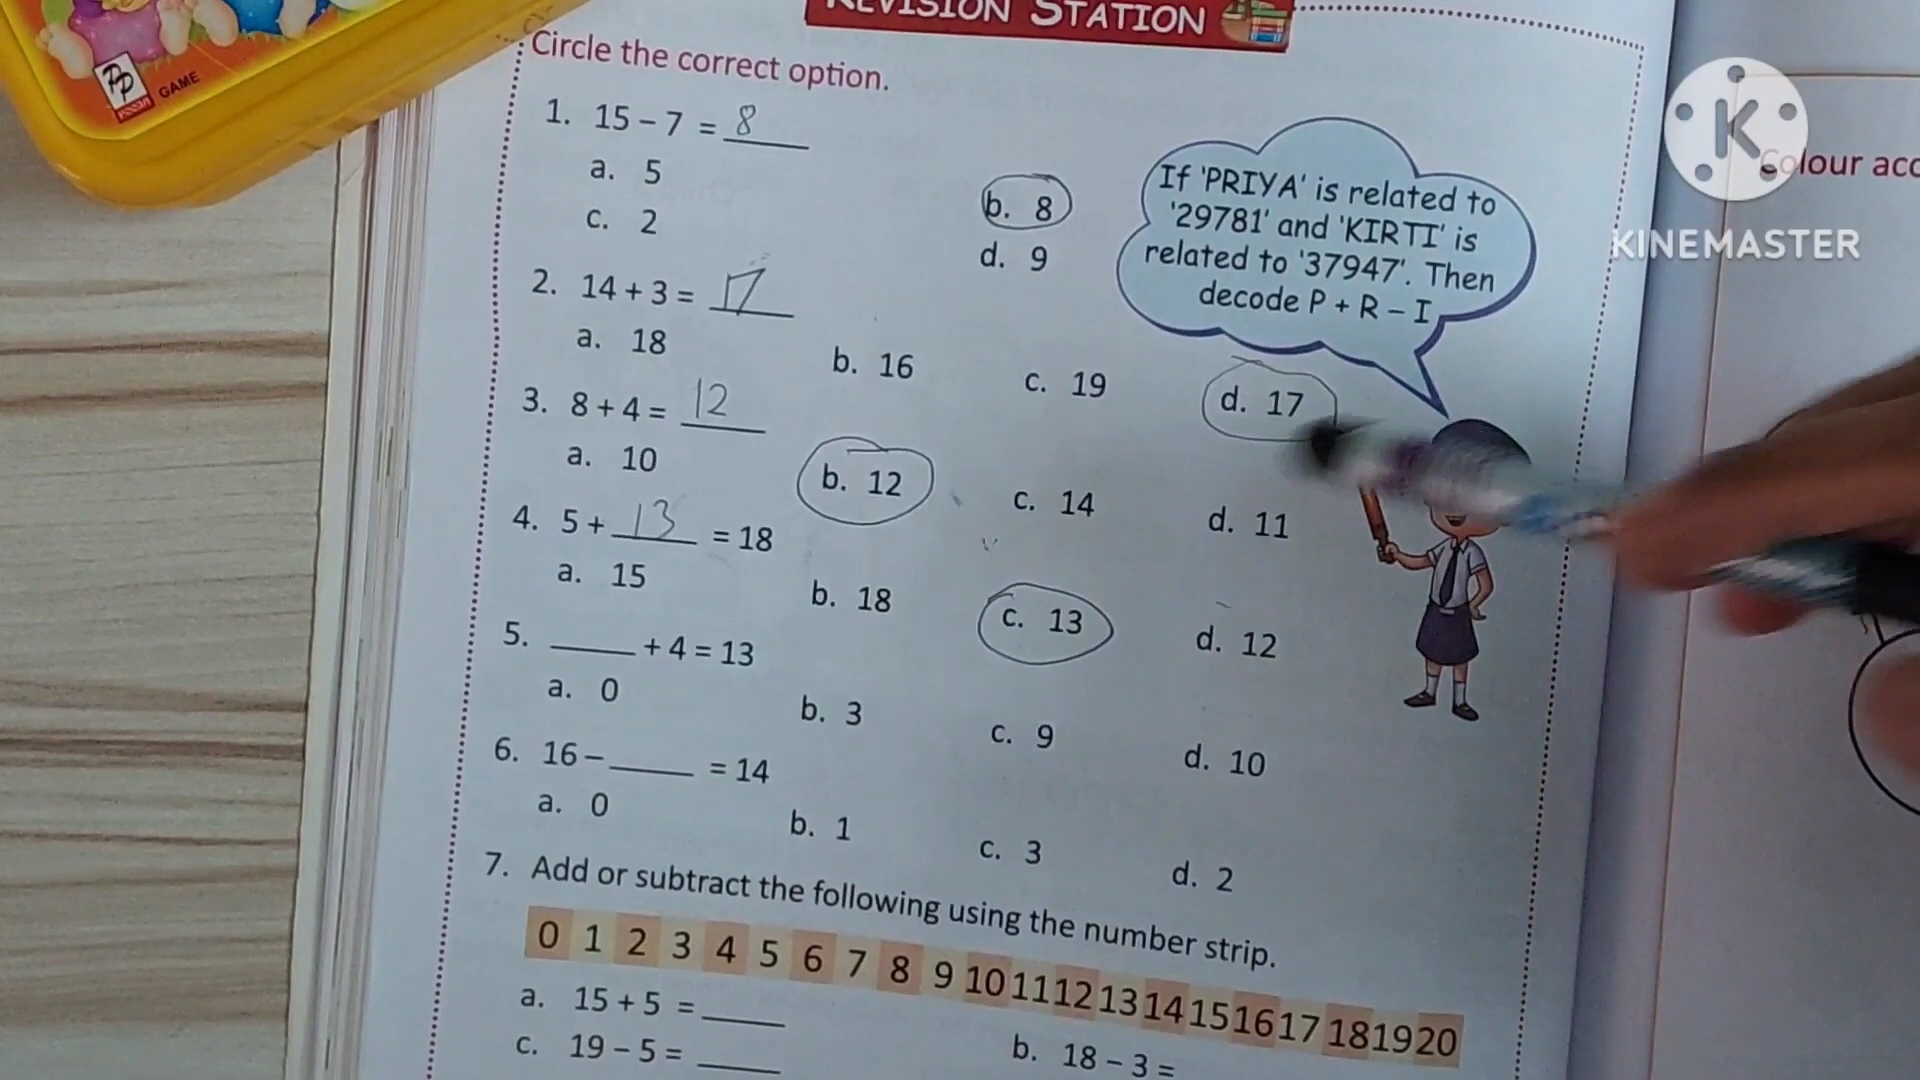 REVISION STATION
GAME
Circle the correct option.
1. 15 – 7 = 8
a. 5
b. 8
c. 2
d. 9
2. 14 + 3 = 17
a. 18
b. 16
c. 19
d. 17
3. 8 + 4 = 12
a. 10
b. 12
c. 14
d. 11
4. 5 + 13 = 18
a. 15
b. 18
c. 13
d. 12
5. ____ + 4 = 13
a. 0
b. 3
c. 9
d. 10
6. 16 – ____ = 14
a. 0
b. 1
c. 3
d. 2
7. Add or subtract the following using the number strip.
0 1 2 3 4 5 6 7 8 9 10 11 12 13 14 15 16 17 18 19 20
a. 15 + 5 = ____
b. 18 – 3 =
c. 19 – 5 = ____
If 'PRIYA' is related to
'29781' and 'KIRTI' is
related to '37947'. Then
decode P + R – I
K
KINEMASTER
Colour acc